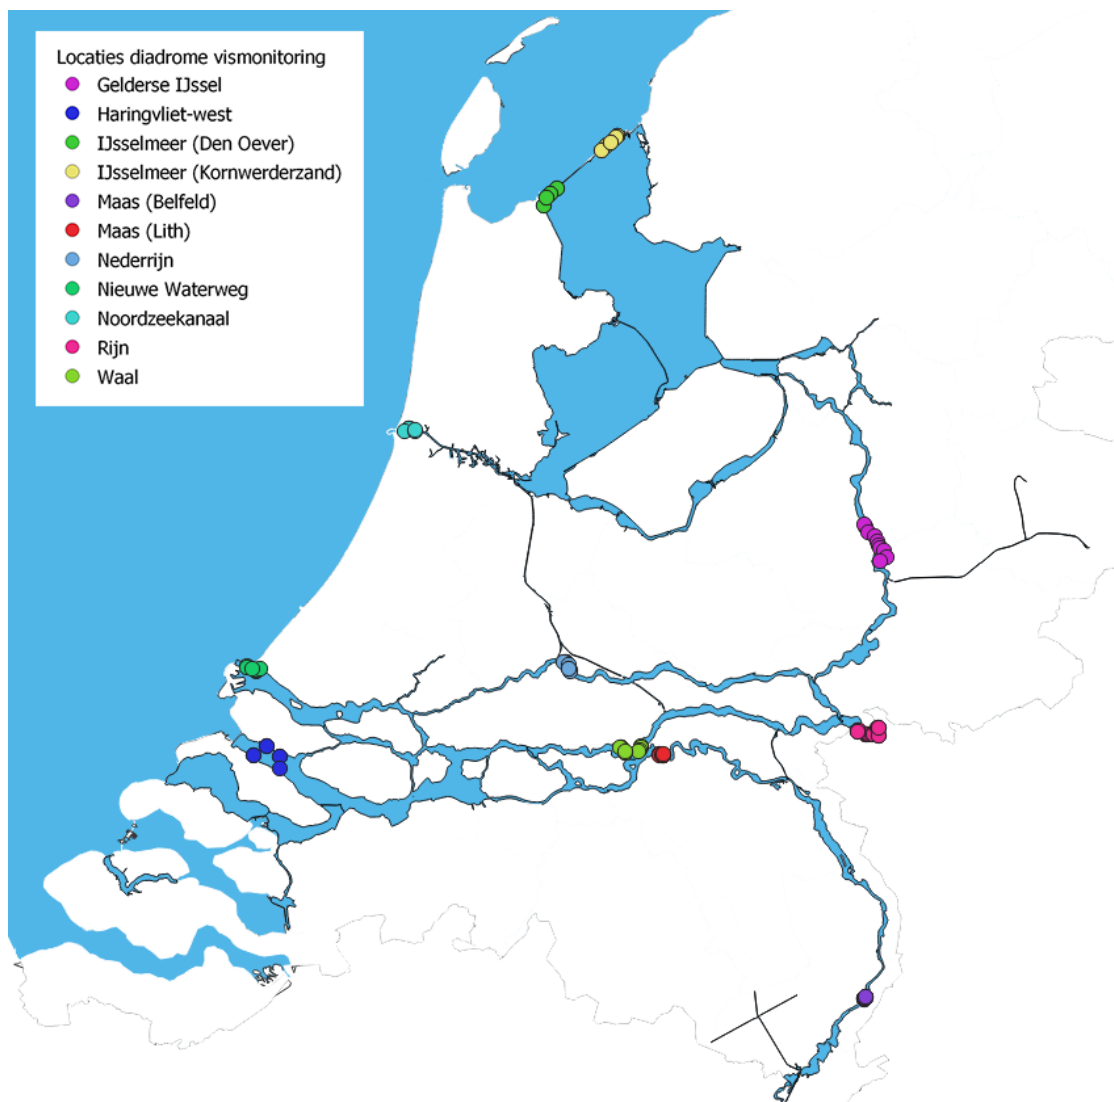 Locaties diadrome vismonitoring
Gelderse IJssel
Haringvliet-west
IJsselmeer (Den Oever)
IJsselmeer (Kornwerderzand)
Maas (Belfeld)
Maas (Lith)
Nederrijn
Nieuwe Waterweg
Noordzeekanaal
Rijn
Waal